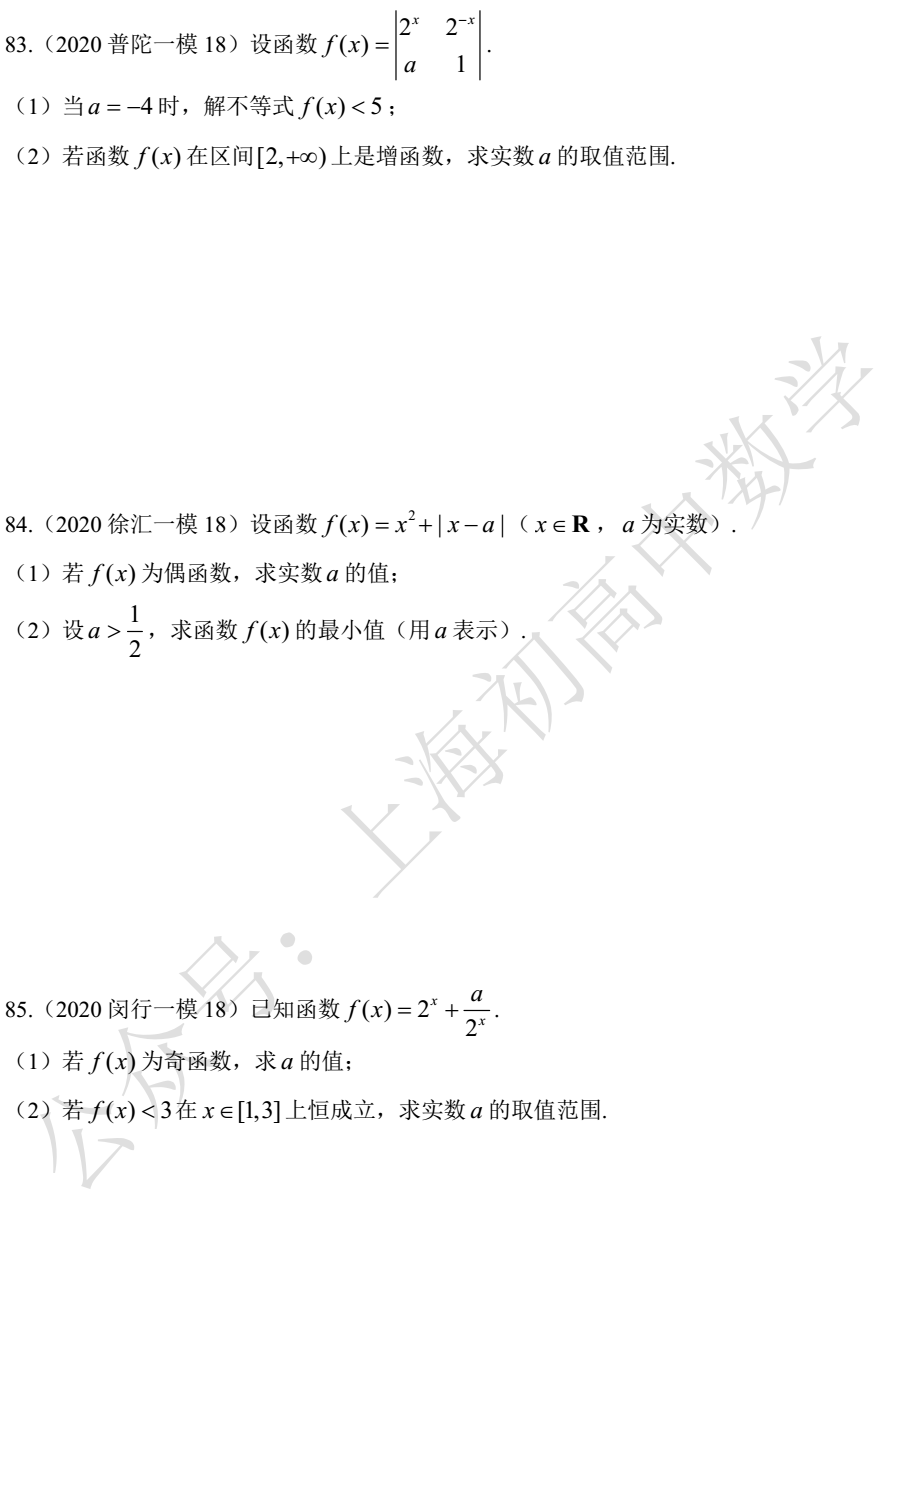 83.（2020 普陀一模 18）设函数 f(x) = |2^x 2^{-x}; a 1|.
（1）当 a = −4 时，解不等式 f(x) < 5；
（2）若函数 f(x) 在区间[2,+∞) 上是增函数，求实数 a 的取值范围.
84.（2020 徐汇一模 18）设函数 f(x) = x² + | x − a |（ x ∈ R ， a 为实数）.
（1）若 f(x) 为偶函数，求实数 a 的值；
（2）设 a > 1/2，求函数 f(x) 的最小值（用 a 表示）.
85.（2020 闵行一模 18）已知函数 f(x) = 2^x + a/2^x.
（1）若 f(x) 为奇函数，求 a 的值；
（2）若 f(x) < 3 在 x ∈ [1,3] 上恒成立，求实数 a 的取值范围.
公众号：上海初高中数学